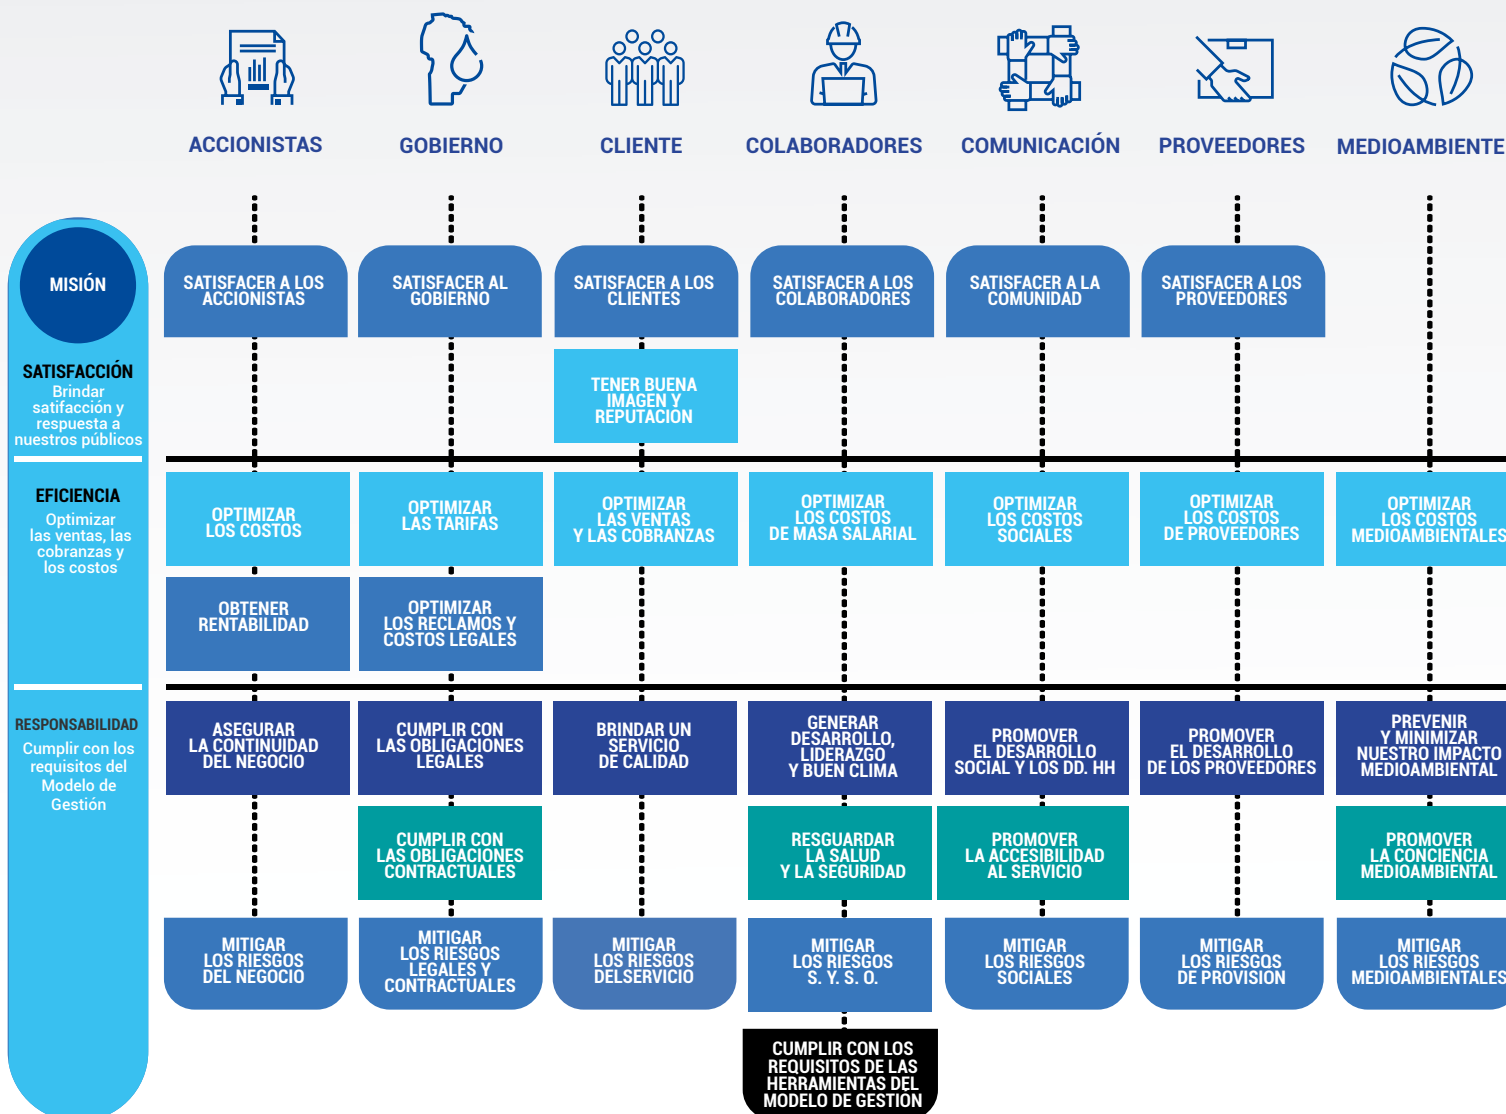 ACCIONISTAS
GOBIERNO
CLIENTE
COLABORADORES
COMUNICACIÓN
PROVEEDORES
MEDIOAMBIENTE
MISIÓN
SATISFACER A LOS
ACCIONISTAS
SATISFACER AL
GOBIERNO
SATISFACER A LOS
CLIENTES
SATISFACER A LOS
COLABORADORES
SATISFACER A LA
COMUNIDAD
SATISFACER A LOS
PROVEEDORES
SATISFACCIÓN
Brindar
satifacción y
respuesta a
nuestros públicos
TENER BUENA
IMAGEN Y
REPUTACIÓN
EFICIENCIA
Optimizar
las ventas, las
cobranzas y
los costos
OPTIMIZAR
LOS COSTOS
OPTIMIZAR
LAS TARIFAS
OPTIMIZAR
LAS VENTAS
Y LAS COBRANZAS
OPTIMIZAR
LOS COSTOS
DE MASA SALARIAL
OPTIMIZAR
LOS COSTOS
SOCIALES
OPTIMIZAR
LOS COSTOS
DE PROVEEDORES
OPTIMIZAR
LOS COSTOS
MEDIOAMBIENTALES
OBTENER
RENTABILIDAD
OPTIMIZAR
LOS RECLAMOS Y
COSTOS LEGALES
RESPONSABILIDAD
Cumplir con los
requisitos del
Modelo de
Gestión
ASEGURAR
LA CONTINUIDAD
DEL NEGOCIO
CUMPLIR CON
LAS OBLIGACIONES
LEGALES
BRINDAR UN
SERVICIO
DE CALIDAD
GENERAR
DESARROLLO,
LIDERAZGO
Y BUEN CLIMA
PROMOVER
EL DESARROLLO
SOCIAL Y LOS DD. HH
PROMOVER
EL DESARROLLO
DE LOS PROVEEDORES
PREVENIR
Y MINIMIZAR
NUESTRO IMPACTO
MEDIOAMBIENTAL
CUMPLIR CON
LAS OBLIGACIONES
CONTRACTUALES
RESGUARDAR
LA SALUD
Y LA SEGURIDAD
PROMOVER
LA ACCESIBILIDAD
AL SERVICIO
PROMOVER
LA CONCIENCIA
MEDIOAMBIENTAL
MITIGAR
LOS RIESGOS
DEL NEGOCIO
MITIGAR
LOS RIESGOS
LEGALES Y
CONTRACTUALES
MITIGAR
LOS RIESGOS
DELSERVICIO
MITIGAR
LOS RIESGOS
S. Y. S. O.
MITIGAR
LOS RIESGOS
SOCIALES
MITIGAR
LOS RIESGOS
DE PROVISION
MITIGAR
LOS RIESGOS
MEDIOAMBIENTALES
CUMPLIR CON LOS
REQUISITOS DE LAS
HERRAMIENTAS DEL
MODELO DE GESTIÓN